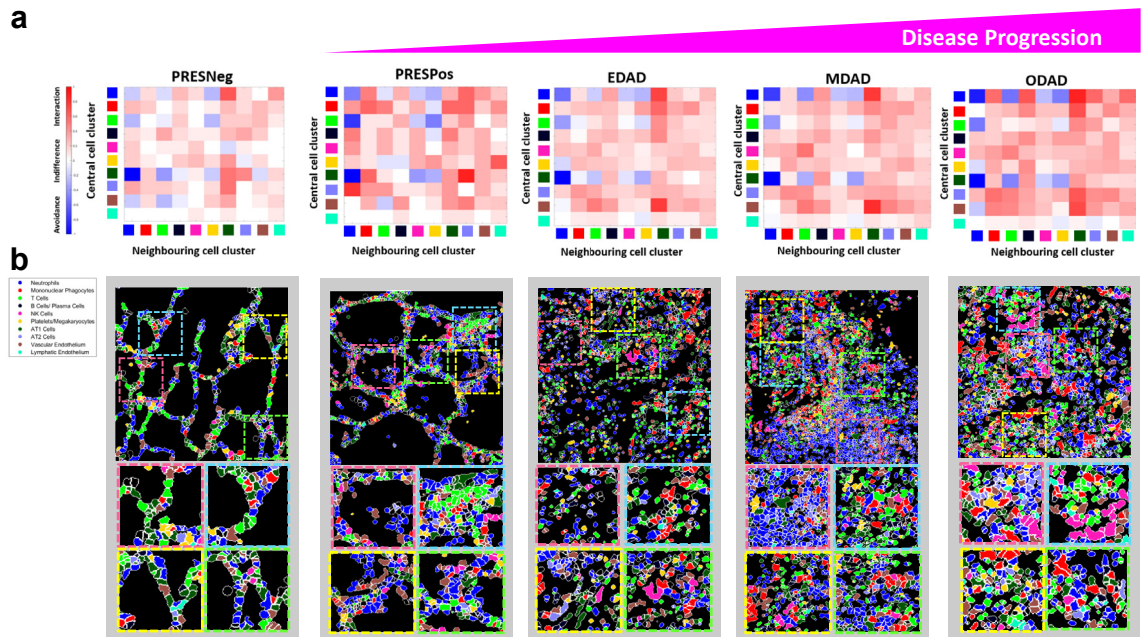 a
Disease Progression
PRESNeg
PRESPos
EDAD
MDAD
ODAD
Interaction
Indifference
Avoidance
Central cell cluster
Central cell cluster
Central cell cluster
Central cell cluster
Central cell cluster
Neighbouring cell cluster
Neighbouring cell cluster
Neighbouring cell cluster
Neighbouring cell cluster
Neighbouring cell cluster
b
Neutrophils
Mononuclear Phagocytes
T Cells
B Cells/ Plasma Cells
NK Cells
Platelets/Megakaryocytes
AT1 Cells
AT2 Cells
Vascular Endothelium
Lymphatic Endothelium